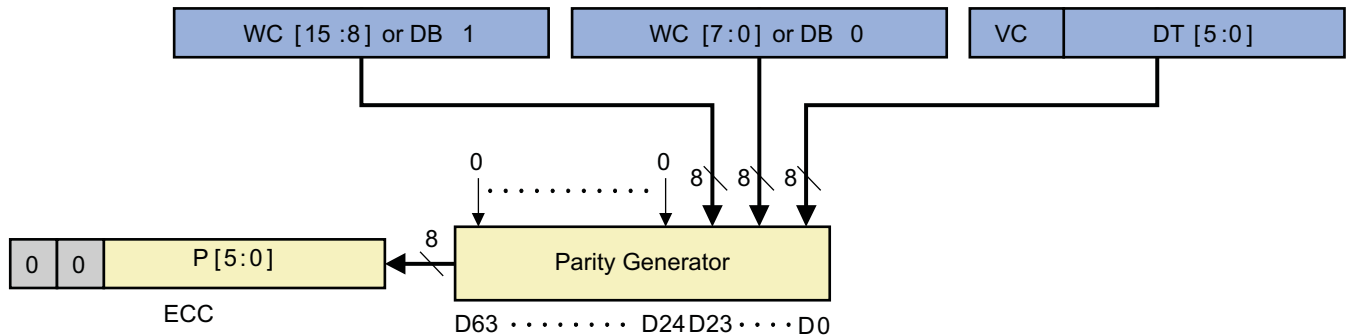 WC [15 :8] or DB 1
WC [7:0] or DB 0
VC
DT [5:0]
0
0
8
8
8
0
0
P [5:0]
8
Parity Generator
ECC
D63 · · · · · · · · D24 D23 · · · · D0